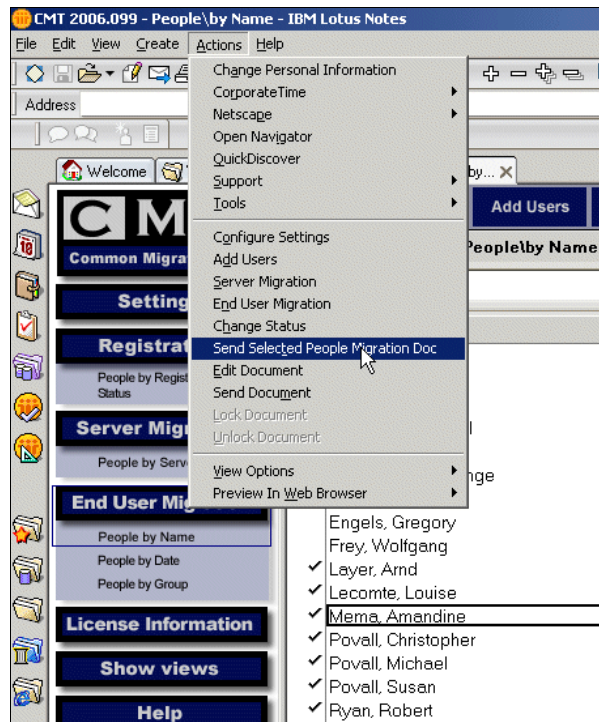 CMT 2006.099 - People\by Name - IBM Lotus Notes
File Edit View Create Actions Help
Address
Welcome
by...
Change Personal Information
CorporateTime
Netscape
Open Navigator
QuickDiscover
Support
Tools
Configure Settings
Add Users
Server Migration
End User Migration
Change Status
Send Selected People Migration Doc
Edit Document
Send Document
Lock Document
Unlock Document
View Options
Preview In Web Browser
Add Users
People\by Name
CM
Common Migra
Setting
Registrat
People by Regist
Status
Server Migr
People by Serv
End User Mig
People by Name
People by Date
People by Group
License Information
Show views
Help
l
nge
Engels, Gregory
Frey, Wolfgang
Layer, Arnd
Lecomte, Louise
Mema, Amandine
Povall, Christopher
Povall, Michael
Povall, Susan
Ryan, Robert